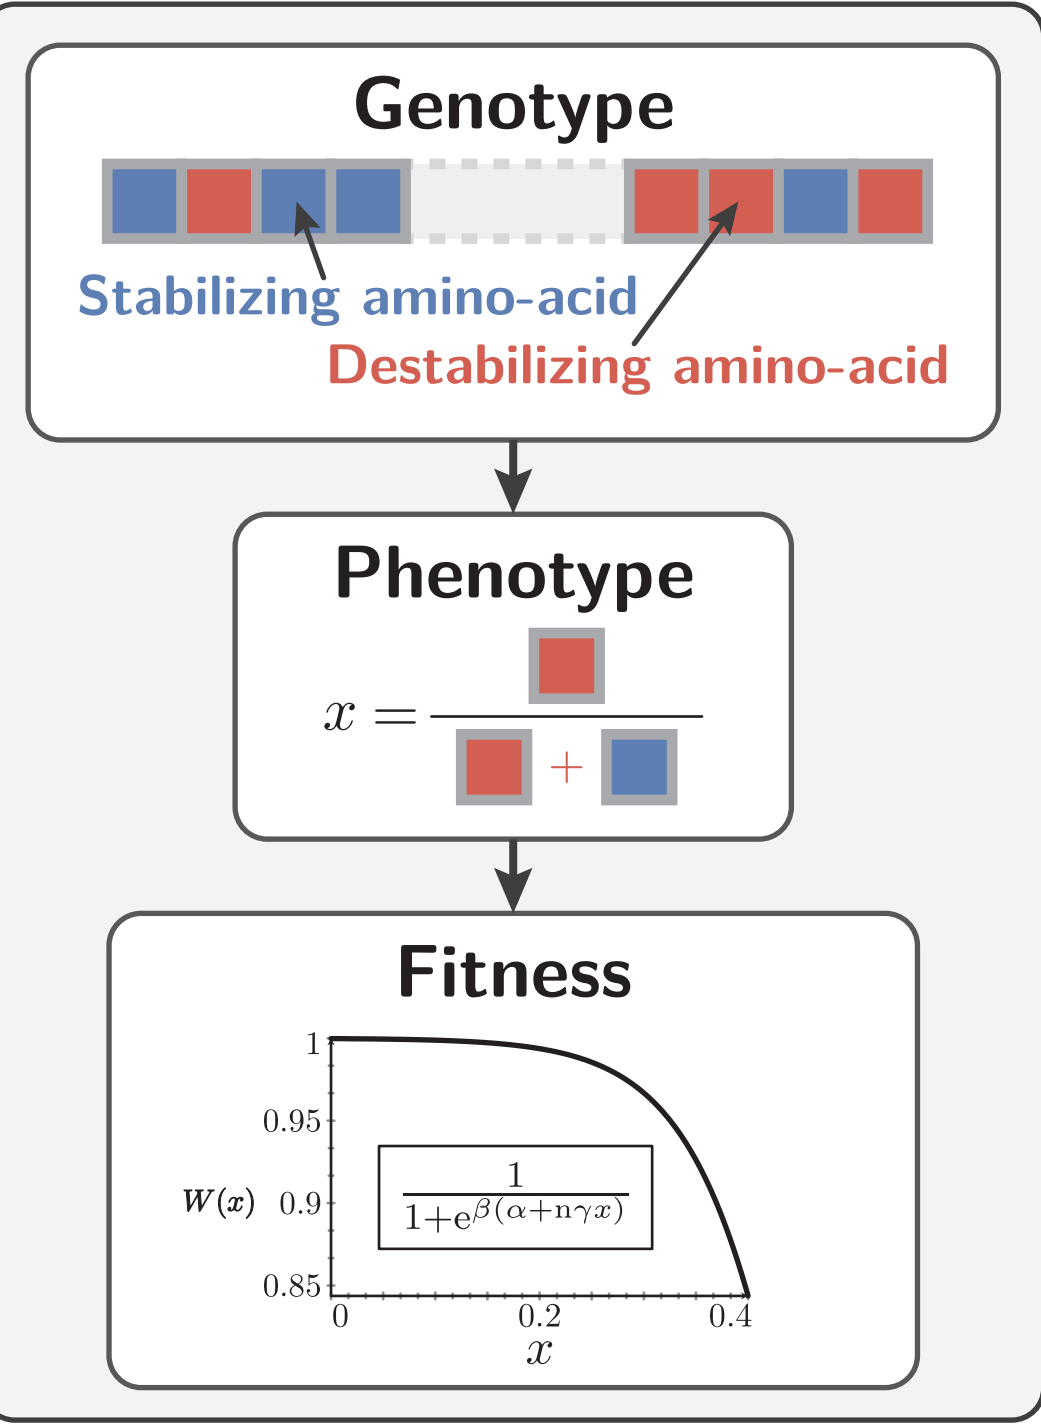 Genotype
Stabilizing amino-acid
Destabilizing amino-acid
Phenotype
x =
+
Fitness
1
0.95
W(x) 0.9
0.85
1
1+e^β(α+nγx)
0 0.2 0.4
x